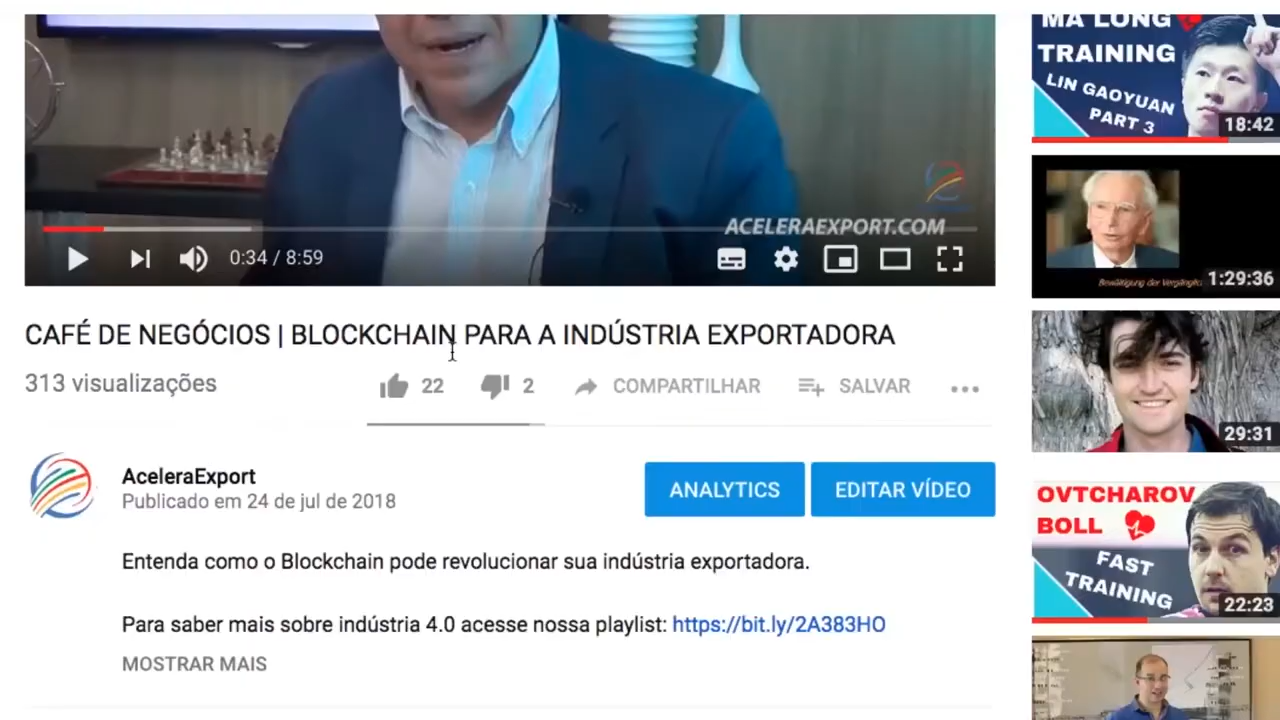 ACELERAEXPORT.COM
0:34 / 8:59
CAFÉ DE NEGÓCIOS | BLOCKCHAIN PARA A INDÚSTRIA EXPORTADORA
313 visualizações
22
2
COMPARTILHAR
SALVAR
AceleraExport
Publicado em 24 de jul de 2018
ANALYTICS
EDITAR VÍDEO
Entenda como o Blockchain pode revolucionar sua indústria exportadora.
Para saber mais sobre indústria 4.0 acesse nossa playlist: https://bit.ly/2A383HO
MOSTRAR MAIS
MA LONG
TRAINING
LIN GAOYUAN
PART 3
18:42
Bewältigung der
1:29:36
29:31
OVTCHAROV
BOLL
FAST
TRAINING
22:23